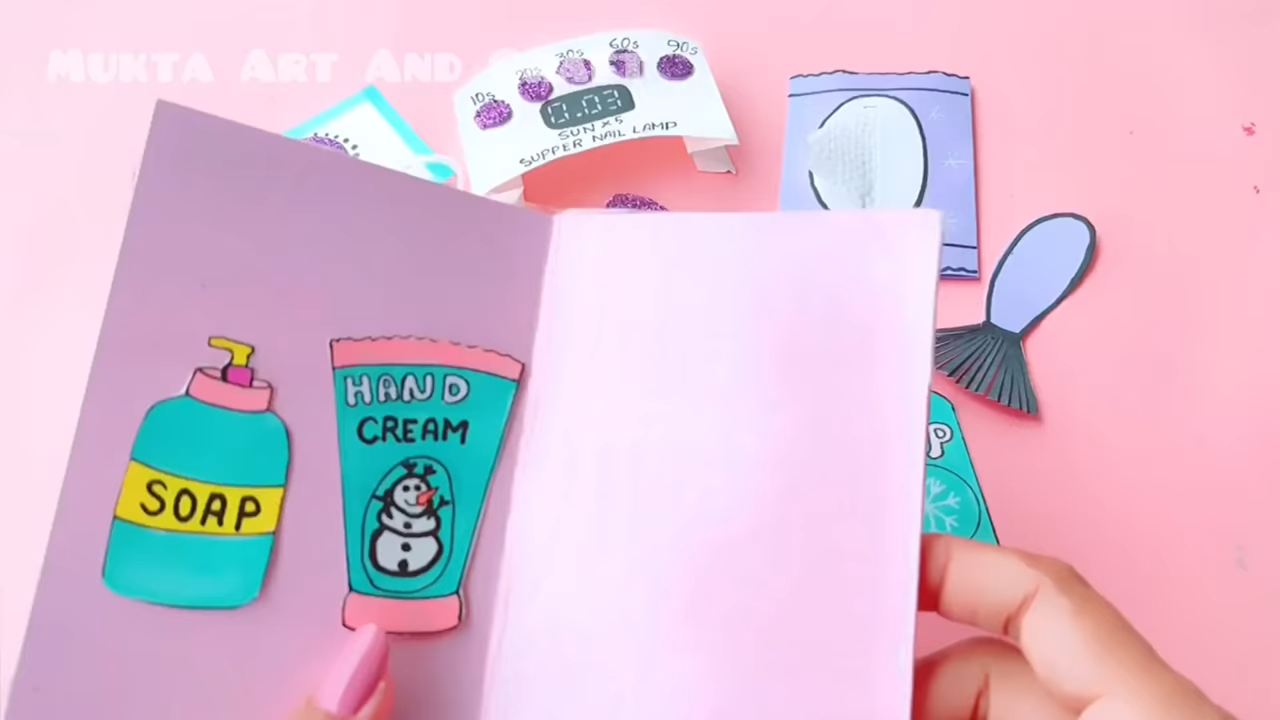 MUKTA ART AND
10s 20s 30s 60s 90s
0.03
SUN X5
SUPPER NAIL LAMP
HAND
CREAM
SOAP
P